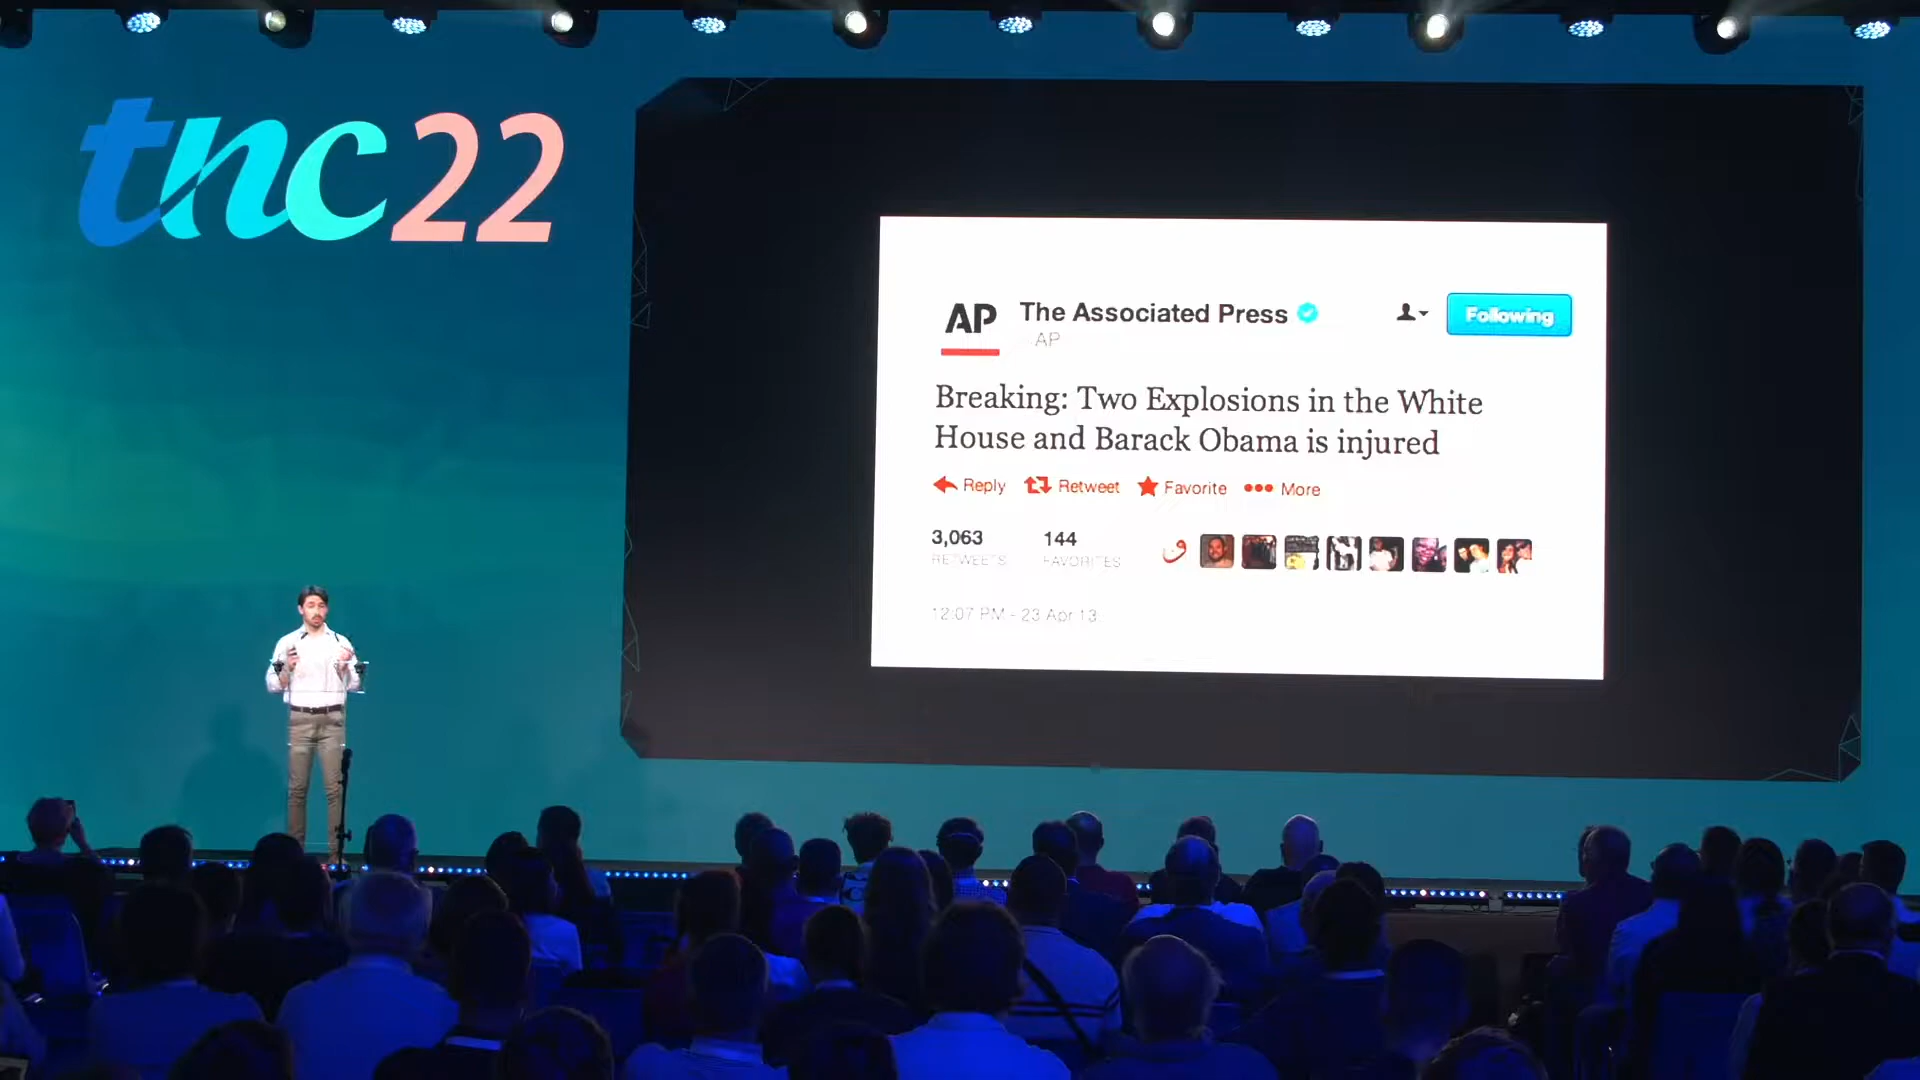 tnc22
AP The Associated Press
AP
Following
Breaking: Two Explosions in the White
House and Barack Obama is injured
Reply Retweet Favorite More
3,063 144
RETWEETS FAVORITES
12:07 PM - 23 Apr 13